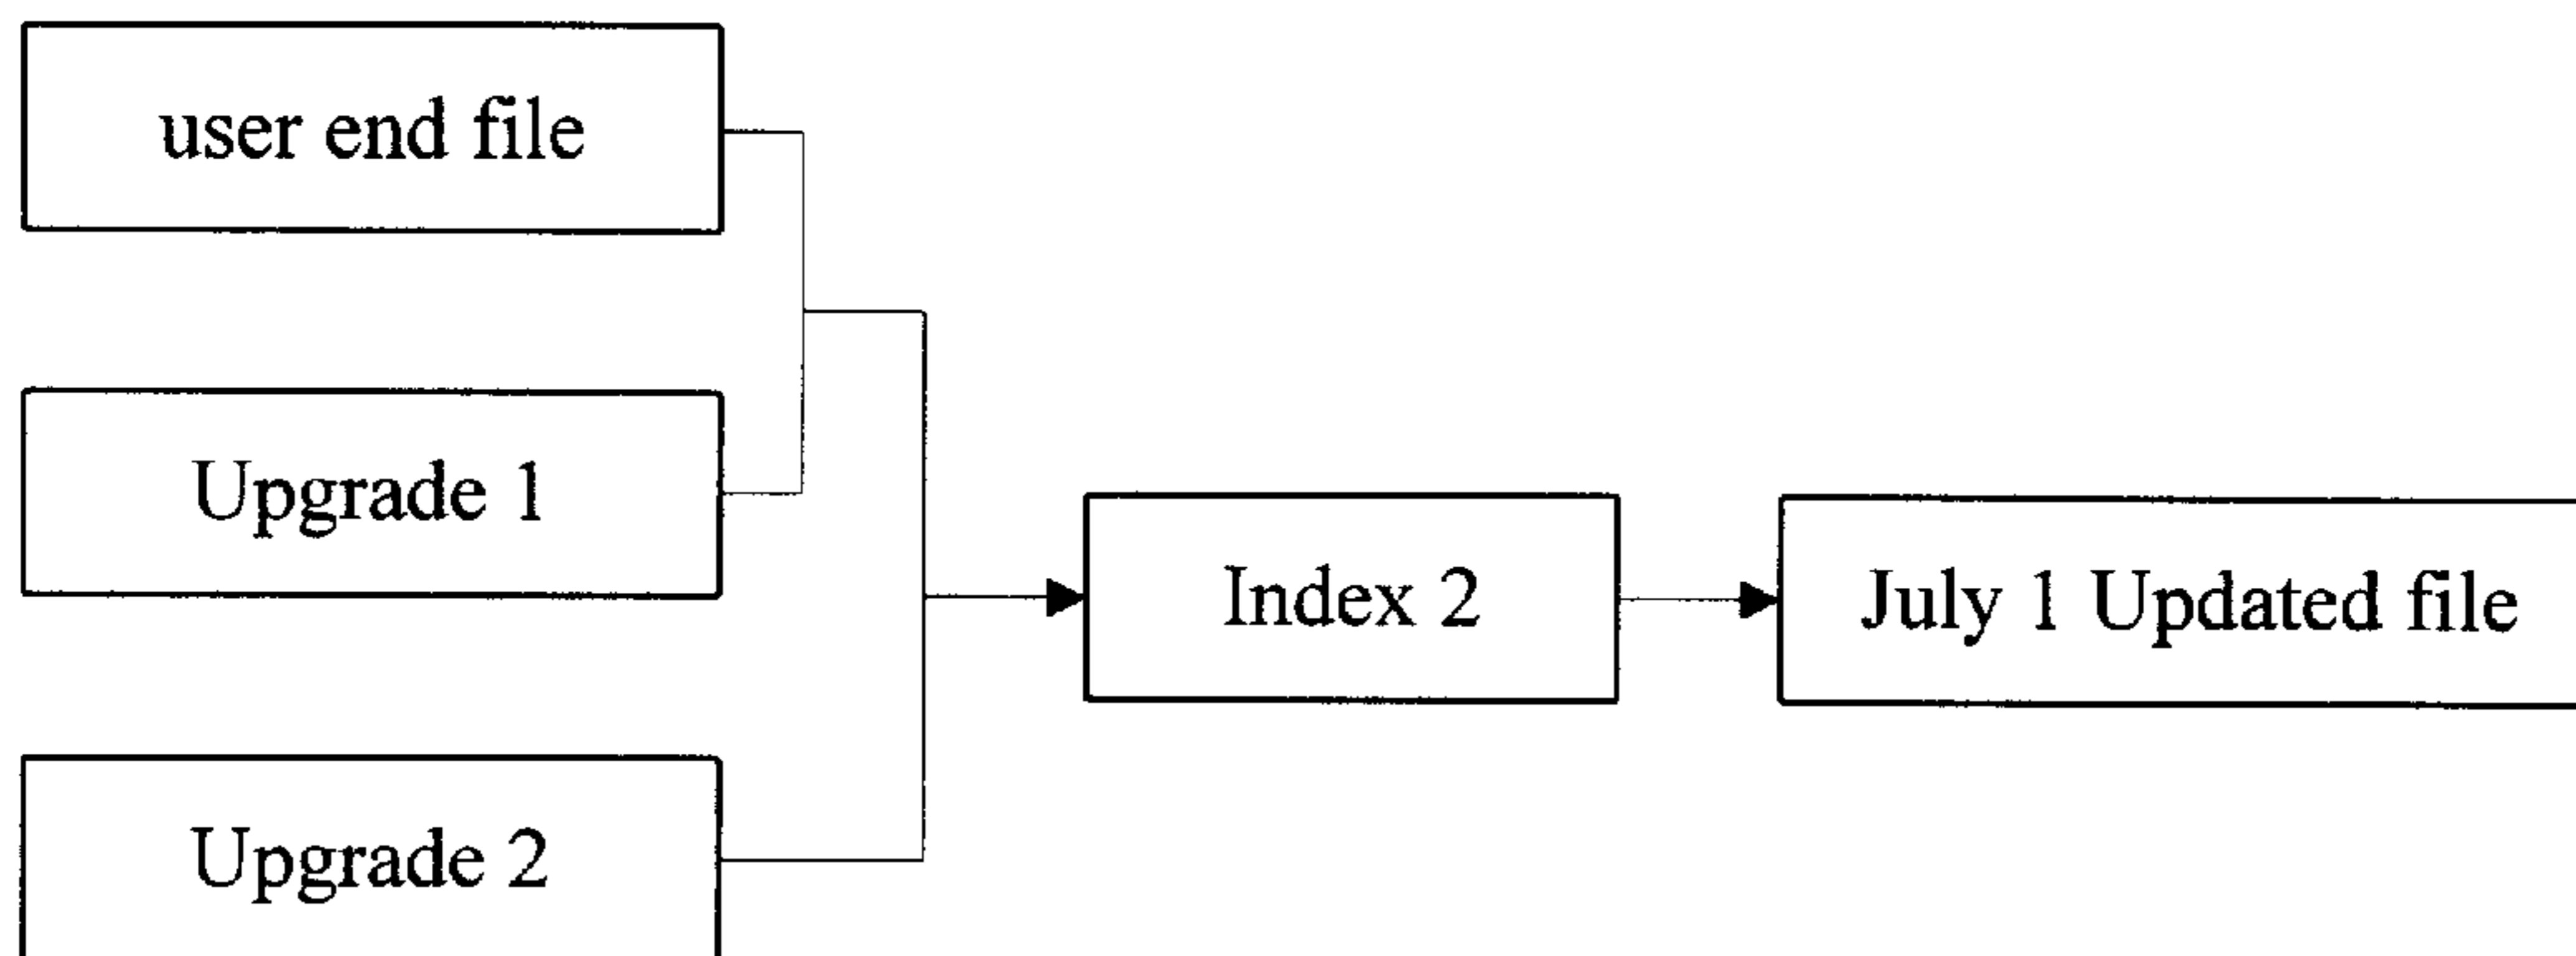 user end file
Upgrade 1
Index 2
July 1 Updated file
Upgrade 2